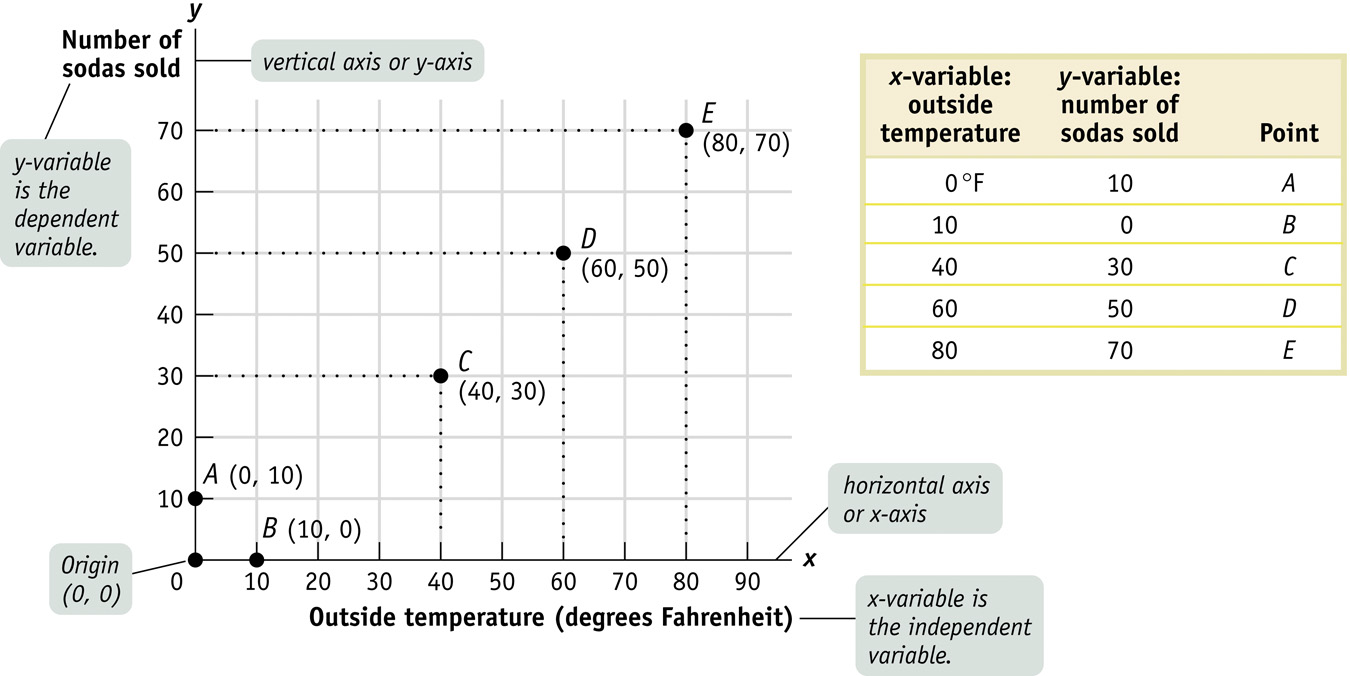 y
Number of
sodas sold
vertical axis or y-axis
y-variable
is the
dependent
variable.
70
60
50
40
30
20
10
0
E
(80, 70)
D
(60, 50)
C
(40, 30)
A (0, 10)
B (10, 0)
Origin
(0, 0)
10 20 30 40 50 60 70 80 90
x
Outside temperature (degrees Fahrenheit)
horizontal axis
or x-axis
x-variable is
the independent
variable.
x-variable: y-variable:
outside number of
temperature sodas sold Point
0 °F 10 A
10 0 B
40 30 C
60 50 D
80 70 E